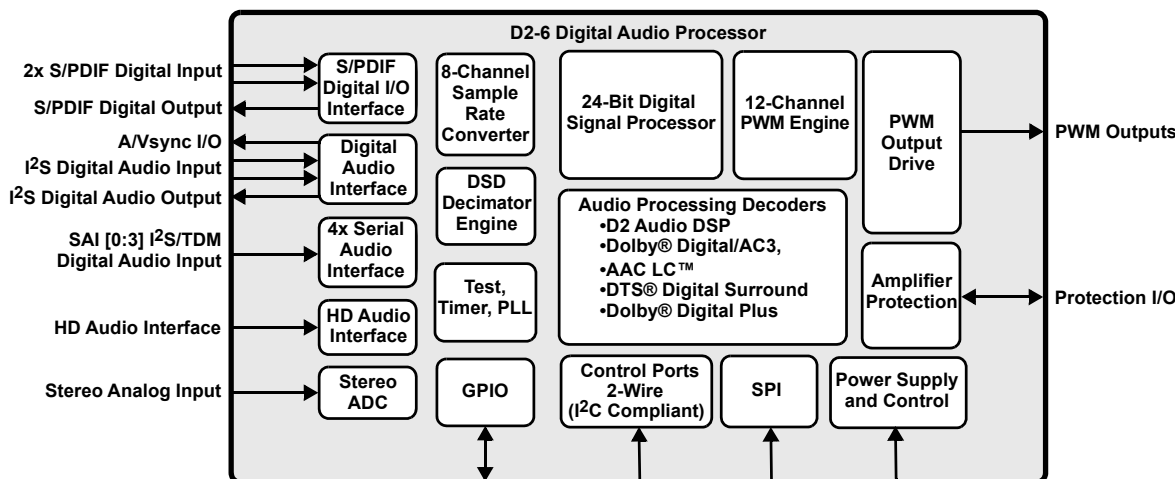 D2-6 Digital Audio Processor
2x S/PDIF Digital Input
S/PDIF Digital Output
A/Vsync I/O
I2S Digital Audio Input
I2S Digital Audio Output
SAI [0:3] I2S/TDM
Digital Audio Input
HD Audio Interface
Stereo Analog Input
S/PDIF
Digital I/O
Interface
Digital
Audio
Interface
4x Serial
Audio
Interface
HD Audio
Interface
Stereo
ADC
8-Channel
Sample
Rate
Converter
DSD
Decimator
Engine
Test,
Timer, PLL
GPIO
24-Bit Digital
Signal Processor
12-Channel
PWM Engine
Audio Processing Decoders
•D2 Audio DSP
•Dolby® Digital/AC3,
•AAC LC™
•DTS® Digital Surround
•Dolby® Digital Plus
Control Ports
2-Wire
(I2C Compliant)
SPI
PWM
Output
Drive
Amplifier
Protection
Power Supply
and Control
PWM Outputs
Protection I/O